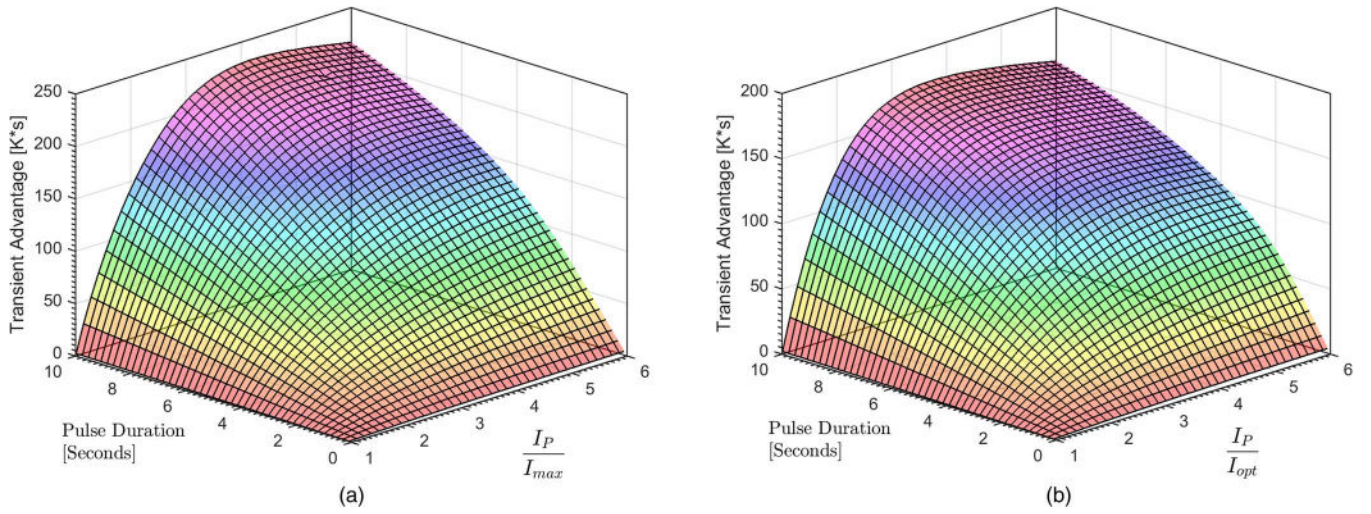 Transient Advantage [K*s]
250
200
150
100
50
0
10
8
6
4
2
0
Pulse Duration
[Seconds]
1
2
3
4
5
6
I_P
I_max
(a)
Transient Advantage [K*s]
200
150
100
50
0
10
8
6
4
2
0
Pulse Duration
[Seconds]
1
2
3
4
5
6
I_P
I_opt
(b)